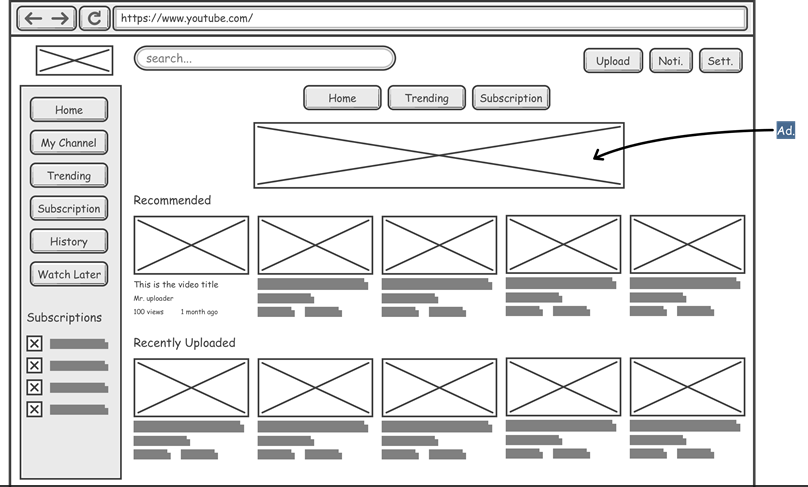 https://www.youtube.com/
search...
Upload Noti. Sett.
Home Trending Subscription
Ad.
Home
My Channel
Trending
Subscription
History
Watch Later
Subscriptions
Recommended
This is the video title
Mr. uploader
100 views 1 month ago
Recently Uploaded